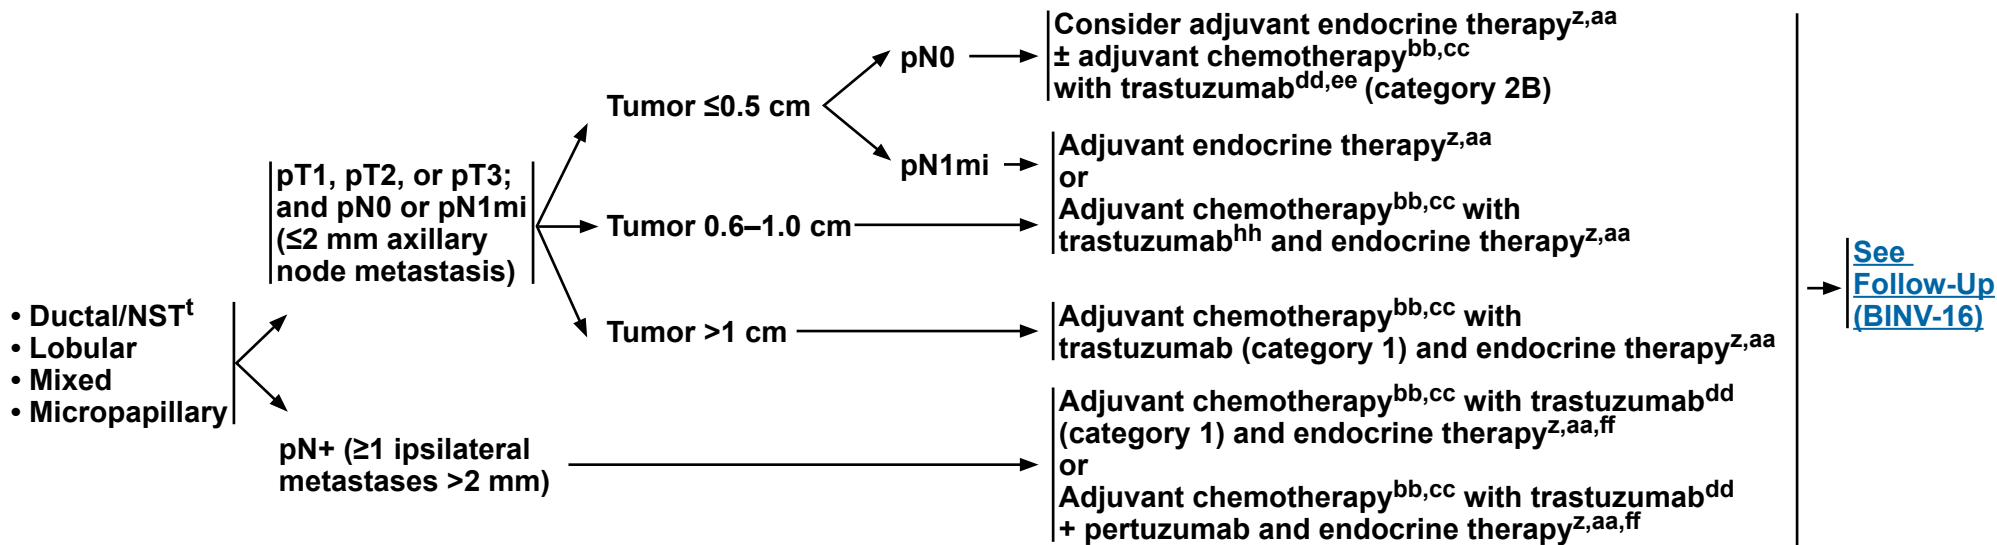 • Ductal/NSTt
• Lobular
• Mixed
• Micropapillary
pT1, pT2, or pT3;
and pN0 or pN1mi
(≤2 mm axillary
node metastasis)
pN+ (≥1 ipsilateral
metastases >2 mm)
Tumor ≤0.5 cm
Tumor 0.6–1.0 cm
Tumor >1 cm
pN0
pN1mi
Consider adjuvant endocrine therapyz,aa
± adjuvant chemotherapybb,cc
with trastuzumabdd,ee (category 2B)
Adjuvant endocrine therapyz,aa
or
Adjuvant chemotherapybb,cc with
trastuzumabhh and endocrine therapyz,aa
Adjuvant chemotherapybb,cc with
trastuzumab (category 1) and endocrine therapyz,aa
Adjuvant chemotherapybb,cc with trastuzumabdd
(category 1) and endocrine therapyz,aa,ff
or
Adjuvant chemotherapybb,cc with trastuzumabdd
+ pertuzumab and endocrine therapyz,aa,ff
See
Follow-Up
(BINV-16)